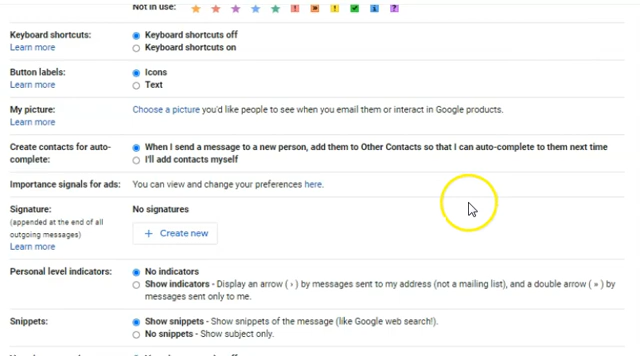 Not in use:
Keyboard shortcuts:
Learn more
Keyboard shortcuts off
Keyboard shortcuts on
Button labels:
Learn more
Icons
Text
My picture:
Learn more
Choose a picture you'd like people to see when you email them or interact in Google products.
Create contacts for auto-
complete:
When I send a message to a new person, add them to Other Contacts so that I can auto-complete to them next time
I'll add contacts myself
Importance signals for ads:
You can view and change your preferences here.
Signature:
(appended at the end of all
outgoing messages)
Learn more
No signatures
+ Create new
Personal level indicators:
No indicators
Show indicators - Display an arrow ( › ) by messages sent to my address (not a mailing list), and a double arrow ( » ) by
messages sent only to me.
Snippets:
Show snippets - Show snippets of the message (like Google web search!).
No snippets - Show subject only.